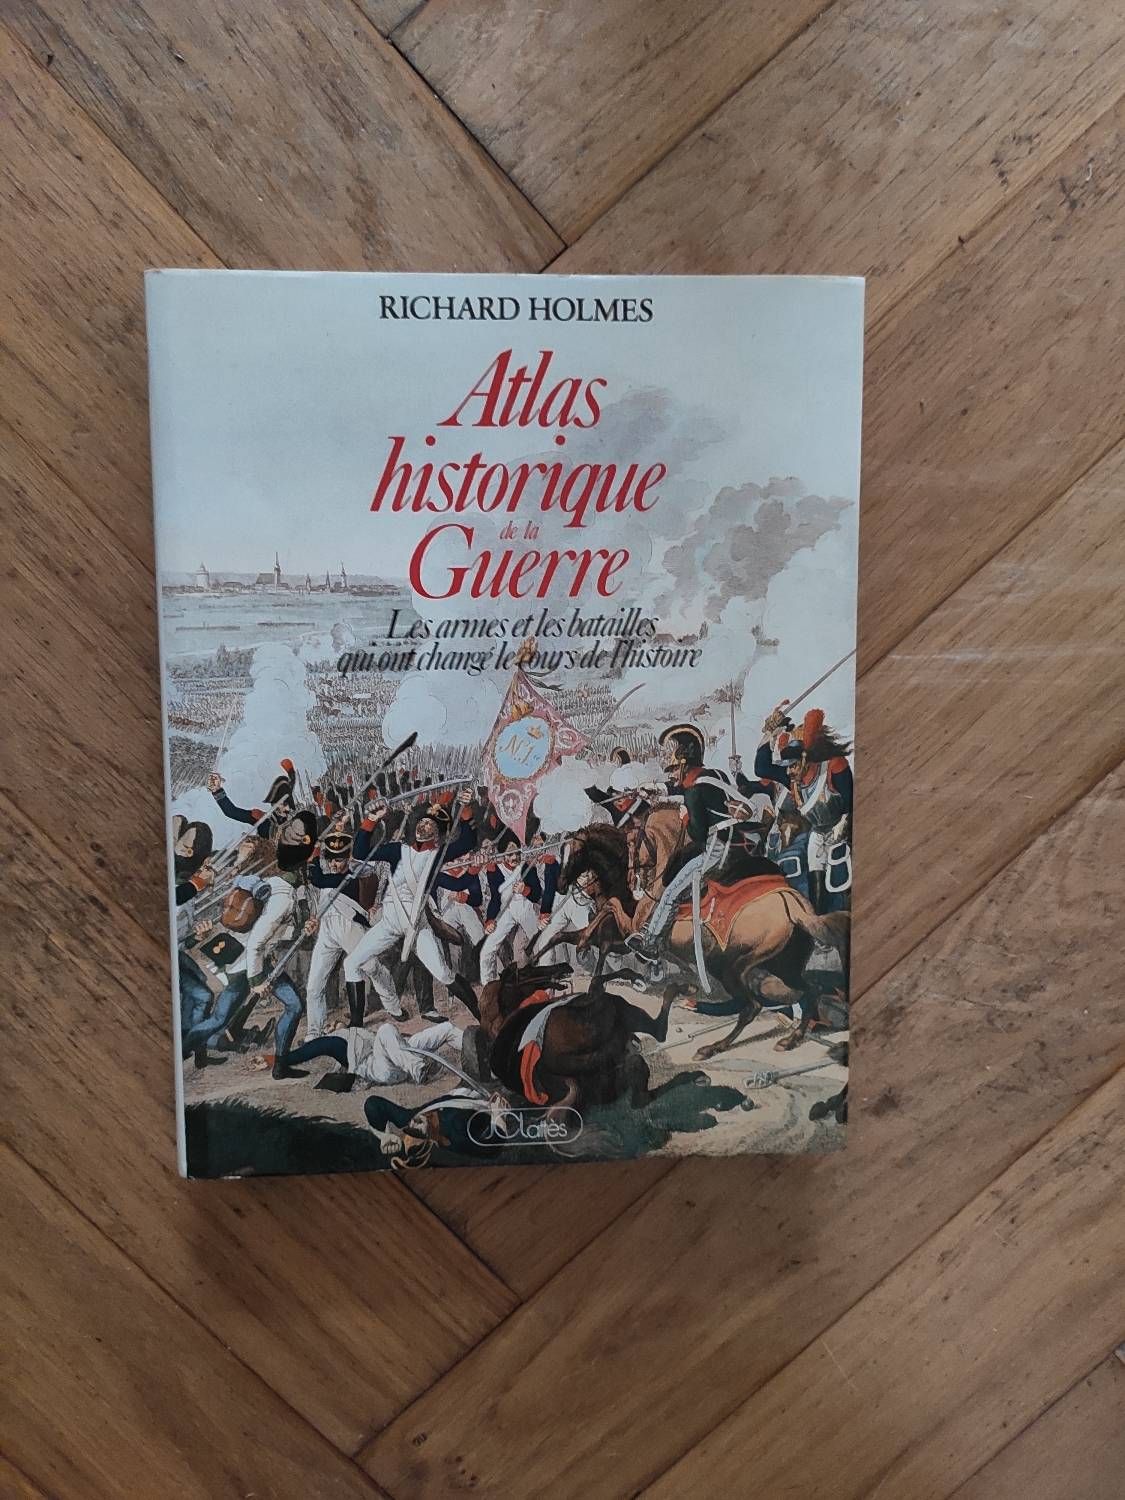 RICHARD HOLMES
Atlas
historique
de la
Guerre
Les armes et les batailles
qui ont changé le cours de l'histoire
JCLattès